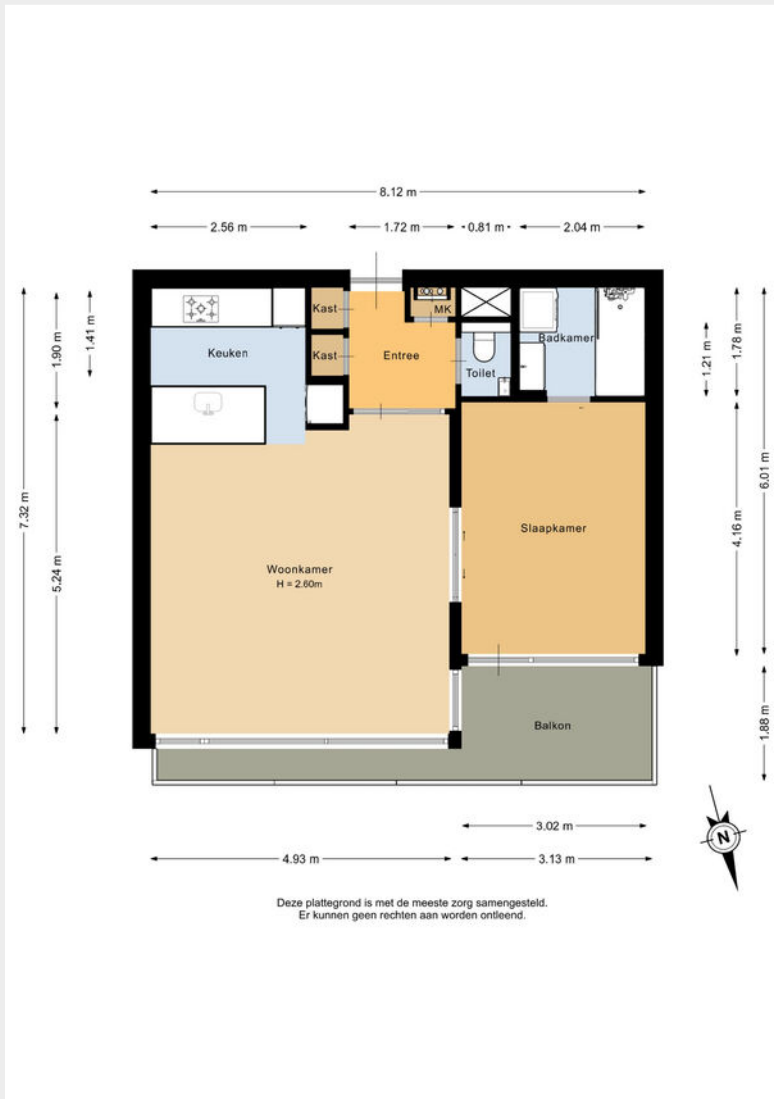 8.12 m
2.56 m
1.72 m
0.81 m
2.04 m
7.32 m
1.90 m
5.24 m
1.41 m
1.21 m
1.78 m
4.16 m
6.01 m
1.88 m
Kast
MK
Keuken
Kast
Entree
Toilet
Badkamer
Woonkamer
H = 2.60m
Slaapkamer
Balkon
3.02 m
4.93 m
3.13 m
N
Deze plattegrond is met de meeste zorg samengesteld.
Er kunnen geen rechten aan worden ontleend.